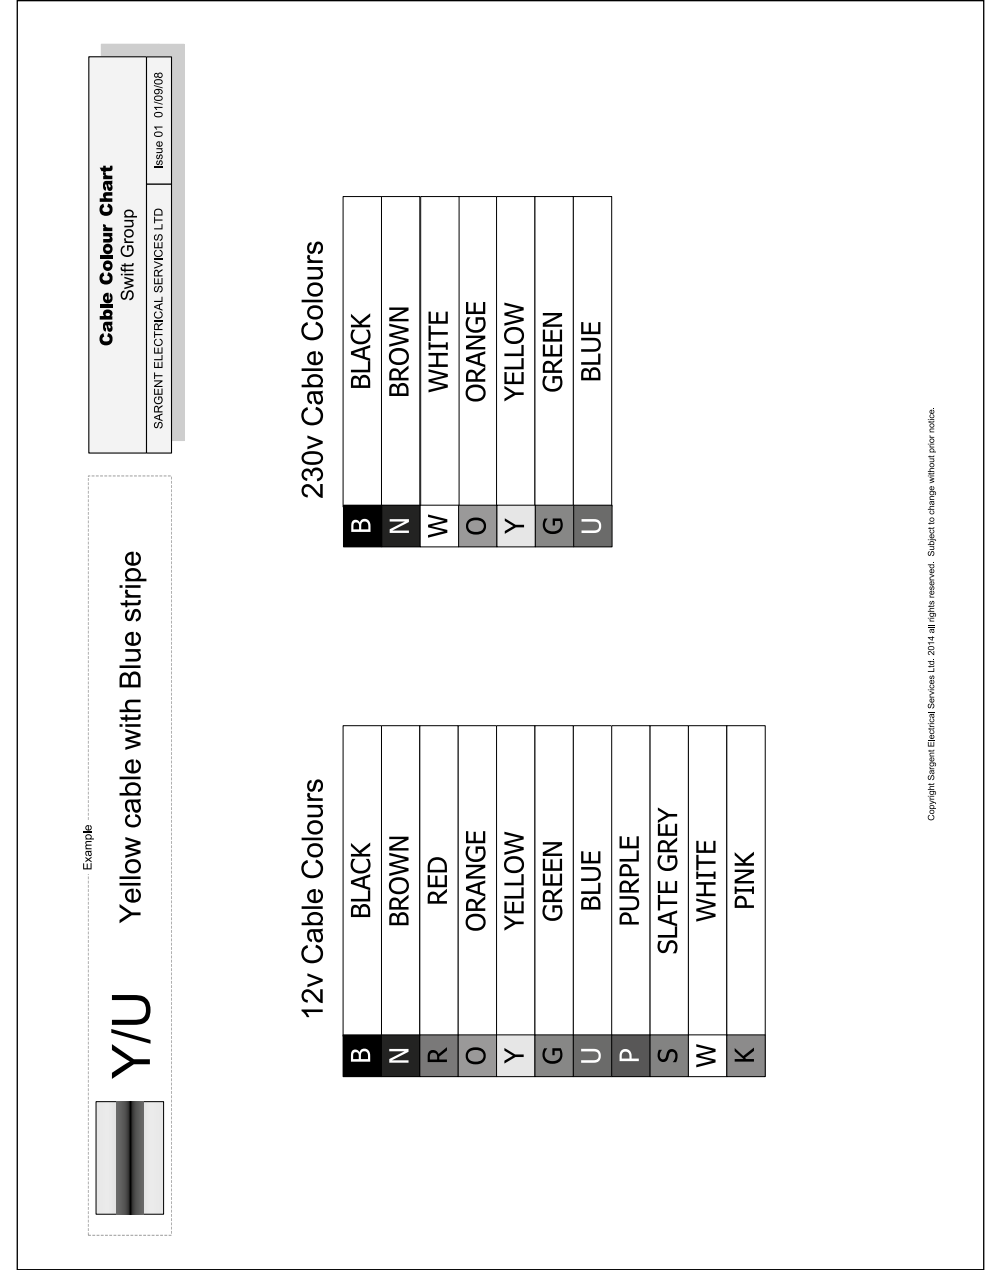 Example
Y/U Yellow cable with Blue stripe
Cable Colour Chart
Swift Group
SARGENT ELECTRICAL SERVICES LTD Issue 01 01/09/08
12v Cable Colours
B BLACK
N BROWN
R RED
O ORANGE
Y YELLOW
G GREEN
U BLUE
P PURPLE
S SLATE GREY
W WHITE
K PINK
230v Cable Colours
B BLACK
N BROWN
W WHITE
O ORANGE
Y YELLOW
G GREEN
U BLUE
Copyright Sargent Electrical Services Ltd. 2014 all rights reserved. Subject to change without prior notice.